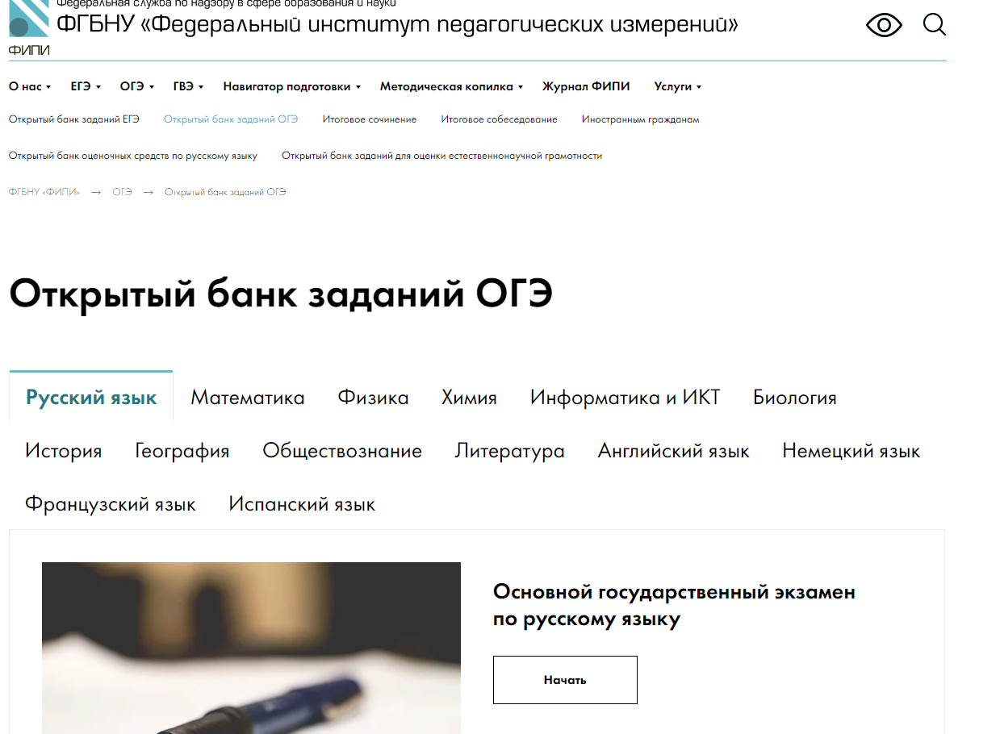 Федеральная служба по надзору в сфере образования и науки
ФГБНУ «Федеральный институт педагогических измерений»
ФИПИ
О нас ЕГЭ ОГЭ ГВЭ Навигатор подготовки Методическая копилка Журнал ФИПИ Услуги
Открытый банк заданий ЕГЭ Открытый банк заданий ОГЭ Итоговое сочинение Итоговое собеседование Иностранным гражданам
Открытый банк оценочных средств по русскому языку Открытый банк заданий для оценки естественнонаучной грамотности
ФГБНУ «ФИПИ» → ОГЭ → Открытый банк заданий ОГЭ
Открытый банк заданий ОГЭ
Русский язык Математика Физика Химия Информатика и ИКТ Биология
История География Обществознание Литература Английский язык Немецкий язык
Французский язык Испанский язык
Основной государственный экзамен
по русскому языку
Начать